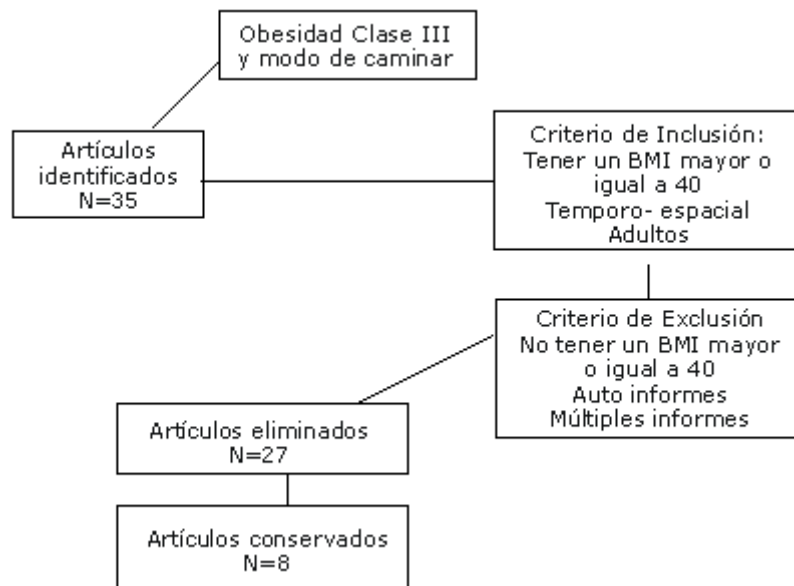 Obesidad Clase III
y modo de caminar
Artículos
identificados
N=35
Criterio de Inclusión:
Tener un BMI mayor o
igual a 40
Temporo- espacial
Adultos
Criterio de Exclusión
No tener un BMI mayor
o igual a 40
Auto informes
Múltiples informes
Artículos eliminados
N=27
Artículos conservados
N=8